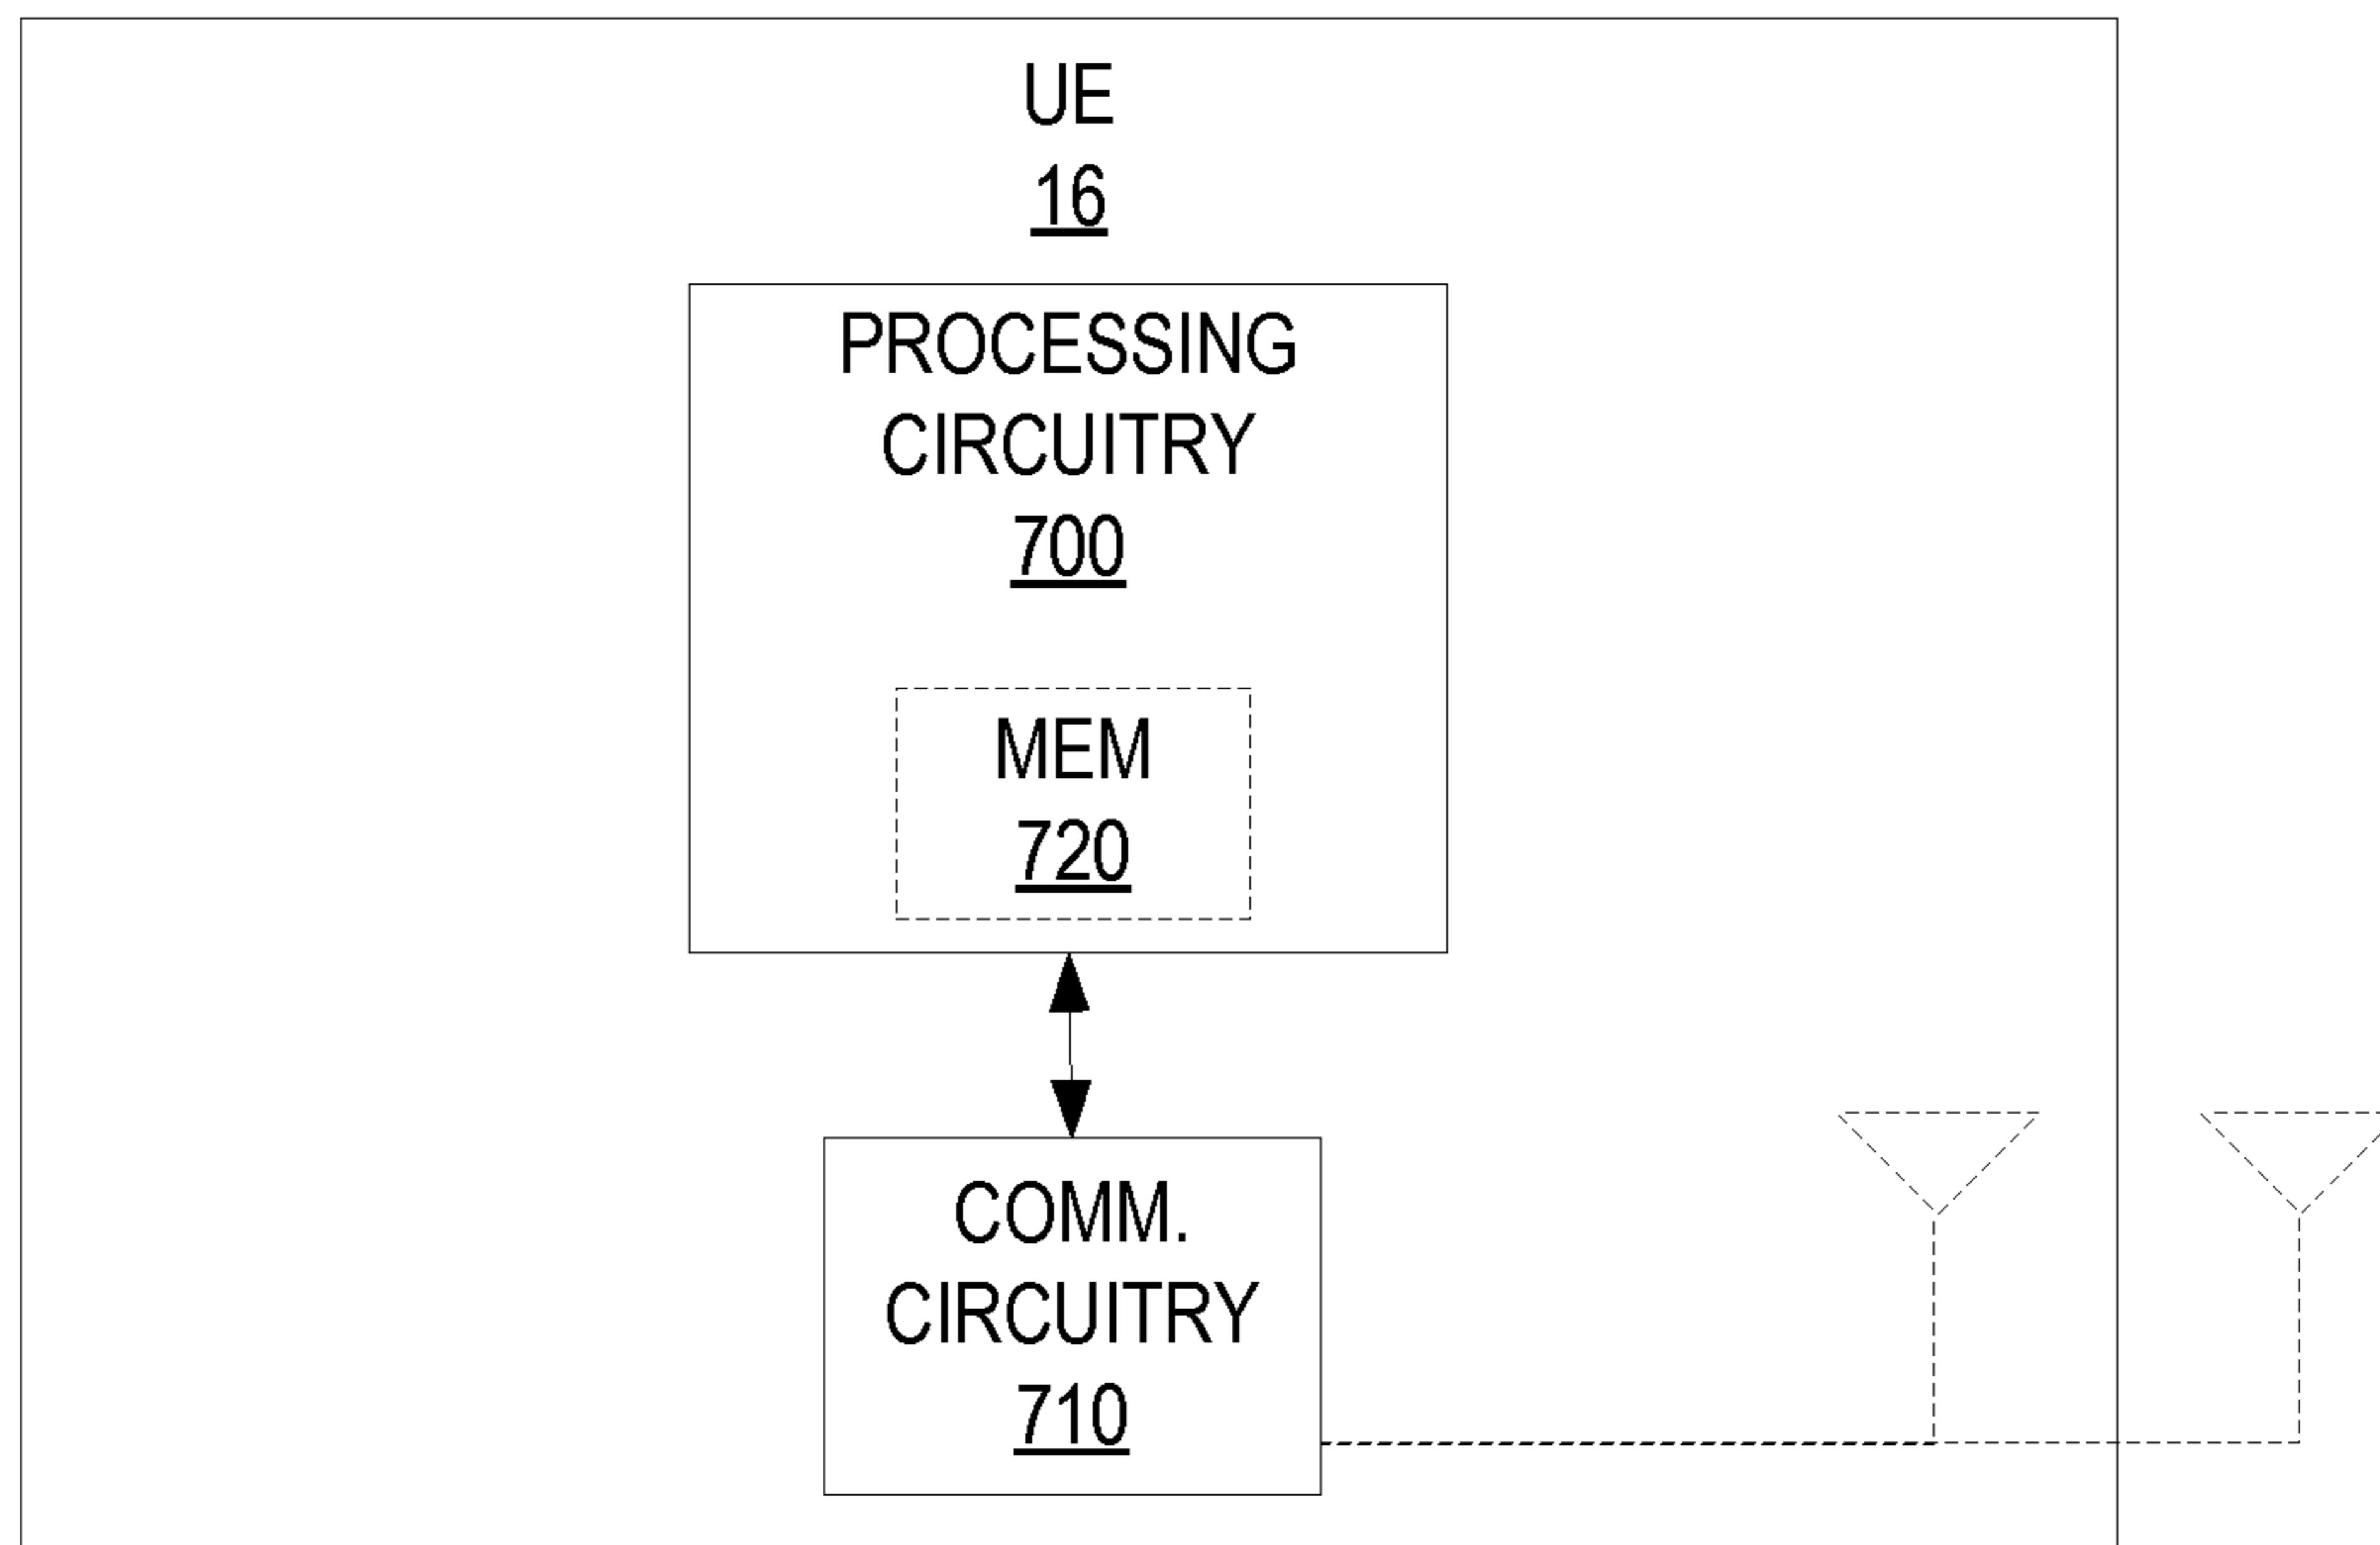 UE
16
PROCESSING
CIRCUITRY
700
MEM
720
COMM.
CIRCUITRY
710